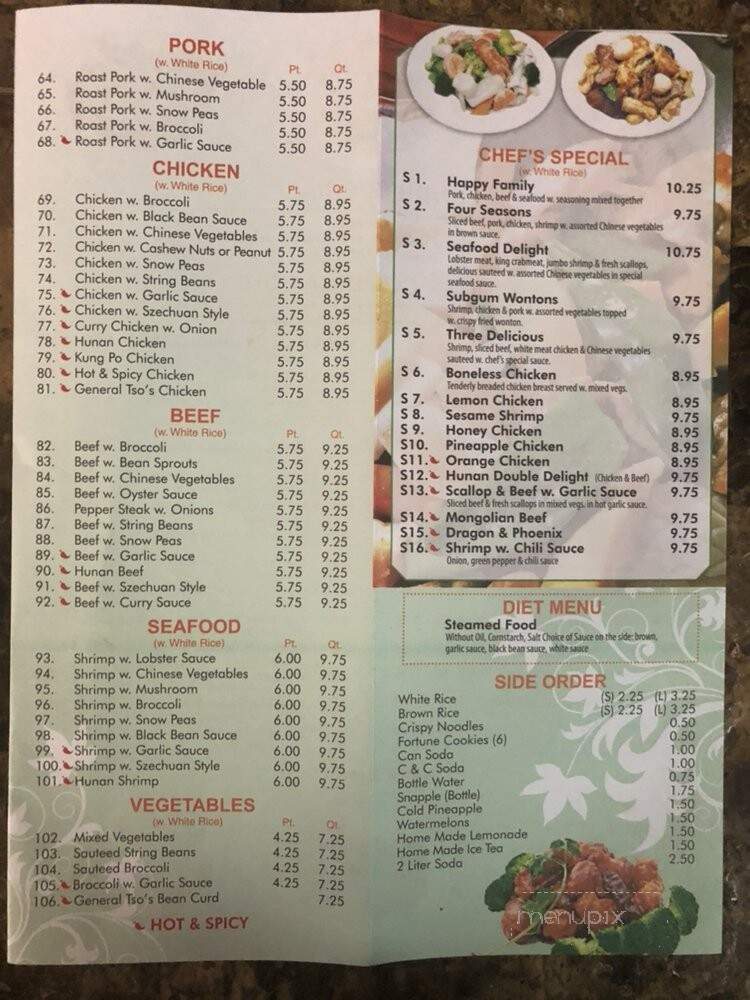 PORK
(w. White Rice)
Pt. Qt.
64. Roast Pork w. Chinese Vegetable 5.50 8.75
65. Roast Pork w. Mushroom 5.50 8.75
66. Roast Pork w. Snow Peas 5.50 8.75
67. Roast Pork w. Broccoli 5.50 8.75
68. Roast Pork w. Garlic Sauce 5.50 8.75
CHICKEN
(w. White Rice)
Pt. Qt.
69. Chicken w. Broccoli 5.75 8.95
70. Chicken w. Black Bean Sauce 5.75 8.95
71. Chicken w. Chinese Vegetables 5.75 8.95
72. Chicken w. Cashew Nuts or Peanut 5.75 8.95
73. Chicken w. Snow Peas 5.75 8.95
74. Chicken w. String Beans 5.75 8.95
75. Chicken w. Garlic Sauce 5.75 8.95
76. Chicken w. Szechuan Style 5.75 8.95
77. Curry Chicken w. Onion 5.75 8.95
78. Hunan Chicken 5.75 8.95
79. Kung Po Chicken 5.75 8.95
80. Hot & Spicy Chicken 5.75 8.95
81. General Tso's Chicken 5.75 8.95
BEEF
(w. White Rice)
Pt. Qt.
82. Beef w. Broccoli 5.75 9.25
83. Beef w. Bean Sprouts 5.75 9.25
84. Beef w. Chinese Vegetables 5.75 9.25
85. Beef w. Oyster Sauce 5.75 9.25
86. Pepper Steak w. Onions 5.75 9.25
87. Beef w. String Beans 5.75 9.25
88. Beef w. Snow Peas 5.75 9.25
89. Beef w. Garlic Sauce 5.75 9.25
90. Hunan Beef 5.75 9.25
91. Beef w. Szechuan Style 5.75 9.25
92. Beef w. Curry Sauce 5.75 9.25
SEAFOOD
(w. White Rice)
Pt. Qt.
93. Shrimp w. Lobster Sauce 6.00 9.75
94. Shrimp w. Chinese Vegetables 6.00 9.75
95. Shrimp w. Mushroom 6.00 9.75
96. Shrimp w. Broccoli 6.00 9.75
97. Shrimp w. Snow Peas 6.00 9.75
98. Shrimp w. Black Bean Sauce 6.00 9.75
99. Shrimp w. Garlic Sauce 6.00 9.75
100. Shrimp w. Szechuan Style 6.00 9.75
101. Hunan Shrimp 6.00 9.75
VEGETABLES
(w. White Rice)
Pt. Qt.
102. Mixed Vegetables 4.25 7.25
103. Sauteed String Beans 4.25 7.25
104. Sauteed Broccoli 4.25 7.25
105. Broccoli w. Garlic Sauce 4.25 7.25
106. General Tso's Bean Curd 7.25
HOT & SPICY
CHEF'S SPECIAL
(w. White Rice)
S 1. Happy Family 10.25
Pork, chicken, beef & seafood w. seasoning mixed together
S 2. Four Seasons 9.75
Sliced beef, pork, chicken, shrimp w. assorted Chinese vegetables
in brown sauce.
S 3. Seafood Delight 10.75
Lobster meat, king crabmeat, jumbo shrimp & fresh scallops,
delicious sauteed w. assorted Chinese vegetables in special
seafood sauce.
S 4. Subgum Wontons 9.75
Shrimp, chicken & pork w. assorted vegetables topped
w. crispy fried wonton.
S 5. Three Delicious 9.75
Shrimp, sliced beef, white meat chicken & Chinese vegetables
sauteed w. chef's special sauce.
S 6. Boneless Chicken 8.95
Tenderly breaded chicken breast served w. mixed vegs.
S 7. Lemon Chicken 8.95
S 8. Sesame Shrimp 9.75
S 9. Honey Chicken 8.95
S10. Pineapple Chicken 8.95
S11. Orange Chicken 8.95
S12. Hunan Double Delight (Chicken & Beef) 9.75
S13. Scallop & Beef w. Garlic Sauce 9.75
Sliced beef & fresh scallops in mixed vegs. in hot garlic sauce.
S14. Mongolian Beef 9.75
S15. Dragon & Phoenix 9.75
S16. Shrimp w. Chili Sauce 9.75
Onion, green pepper & chili sauce
DIET MENU
Steamed Food
Without Oil, Cornstarch, Salt Choice of Sauce on the side: brown,
garlic sauce, black bean sauce, white sauce
SIDE ORDER
White Rice (S) 2.25 (L) 3.25
Brown Rice (S) 2.25 (L) 3.25
Crispy Noodles 0.50
Fortune Cookies (6) 0.50
Can Soda 1.00
C & C Soda 1.00
Bottle Water 0.75
Snapple (Bottle) 1.75
Cold Pineapple 1.50
Watermelons 1.50
Home Made Lemonade 1.50
Home Made Ice Tea 1.50
2 Liter Soda 2.50
menupix